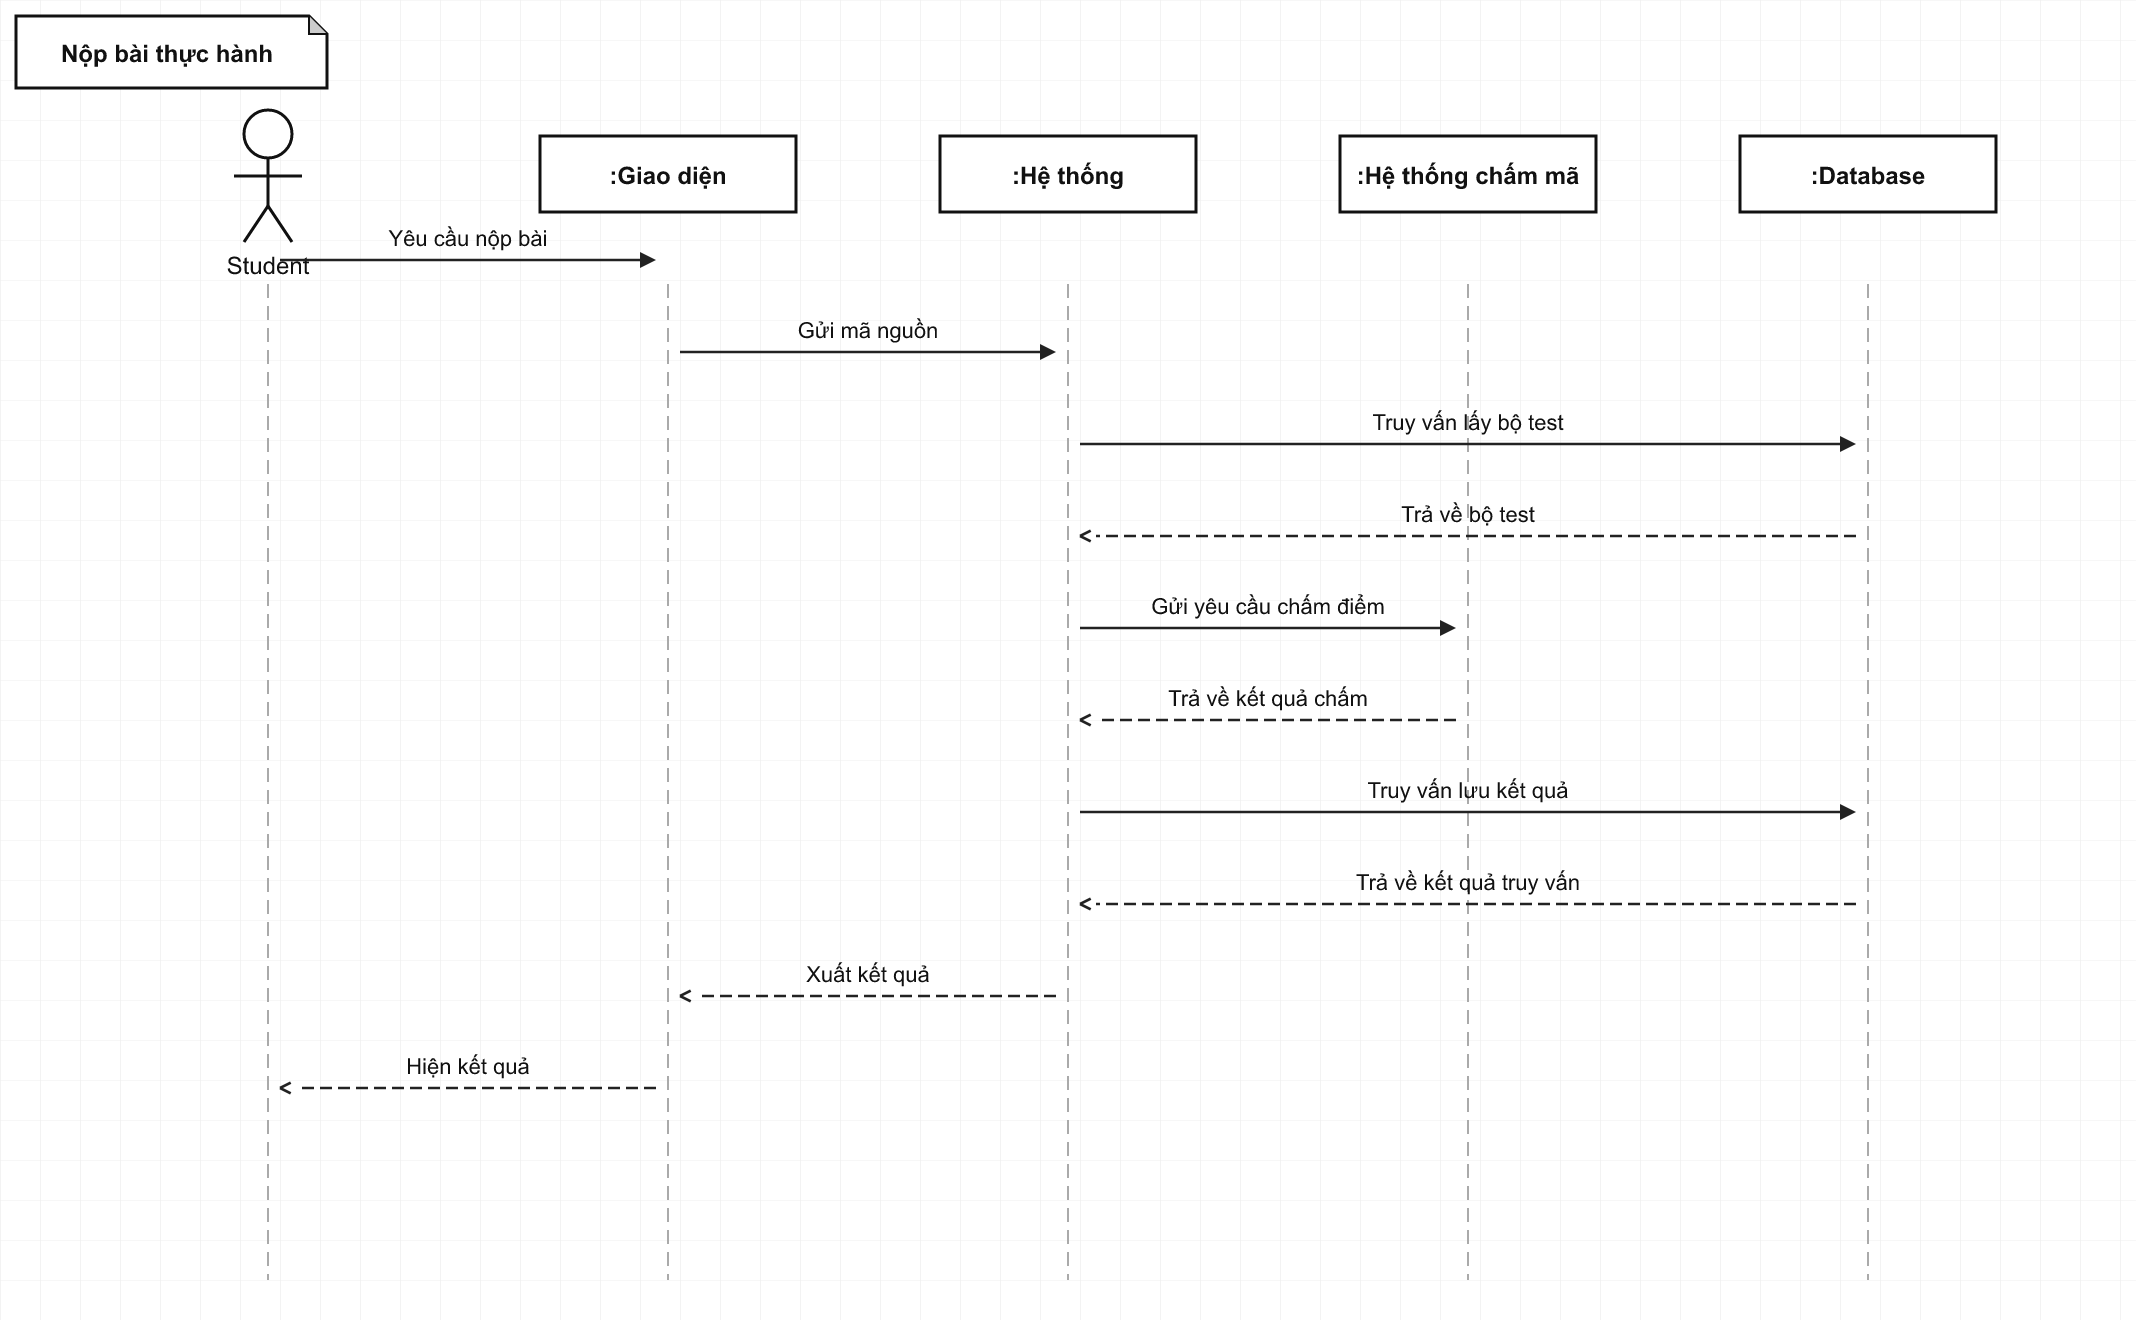 Nộp bài thực hành
:Giao diện
:Hệ thống
:Hệ thống chấm mã
:Database
Student
Yêu cầu nộp bài
Gửi mã nguồn
Truy vấn lấy bộ test
Trả về bộ test
Gửi yêu cầu chấm điểm
Trả về kết quả chấm
Truy vấn lưu kết quả
Trả về kết quả truy vấn
Xuất kết quả
Hiện kết quả